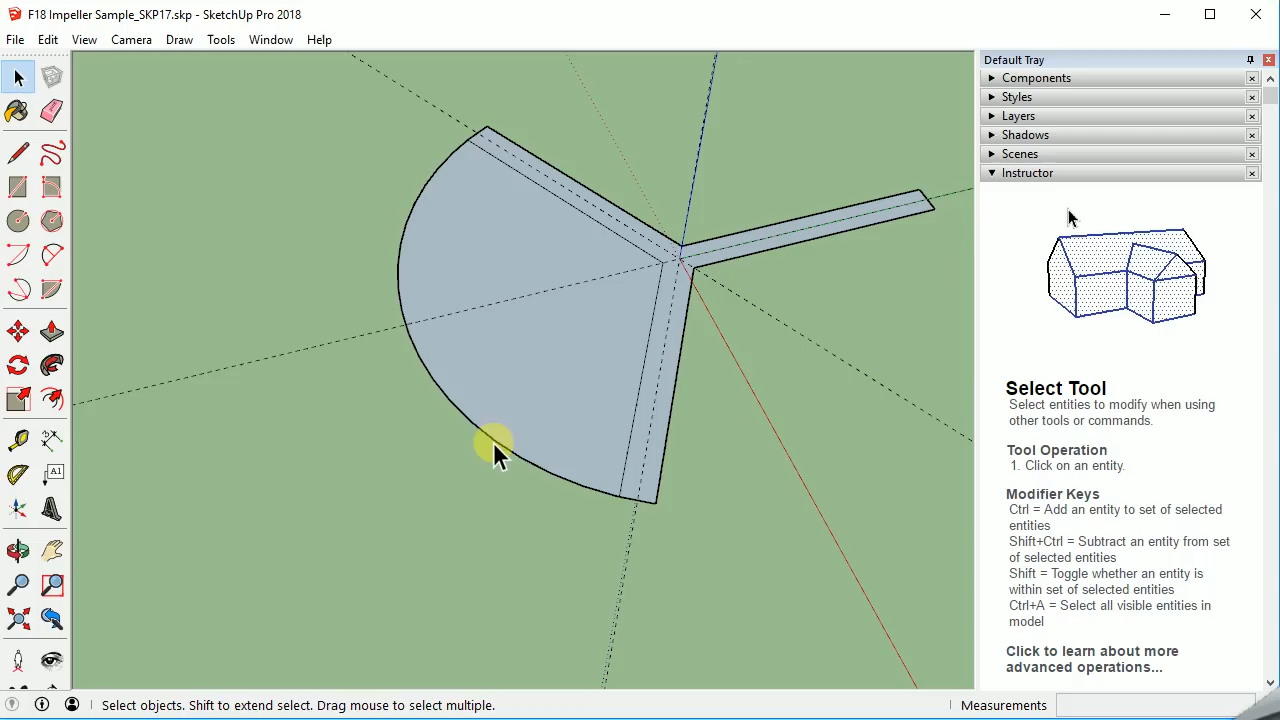 F18 Impeller Sample_SKP17.skp - SketchUp Pro 2018
File Edit View Camera Draw Tools Window Help
Default Tray
Components
Styles
Layers
Shadows
Scenes
Instructor
Select Tool
Select entities to modify when using
other tools or commands.
Tool Operation
1. Click on an entity.
Modifier Keys
Ctrl = Add an entity to set of selected
entities
Shift+Ctrl = Subtract an entity from set
of selected entities
Shift = Toggle whether an entity is
within set of selected entities
Ctrl+A = Select all visible entities in
model
Click to learn about more
advanced operations...
A1
Select objects. Shift to extend select. Drag mouse to select multiple.
Measurements